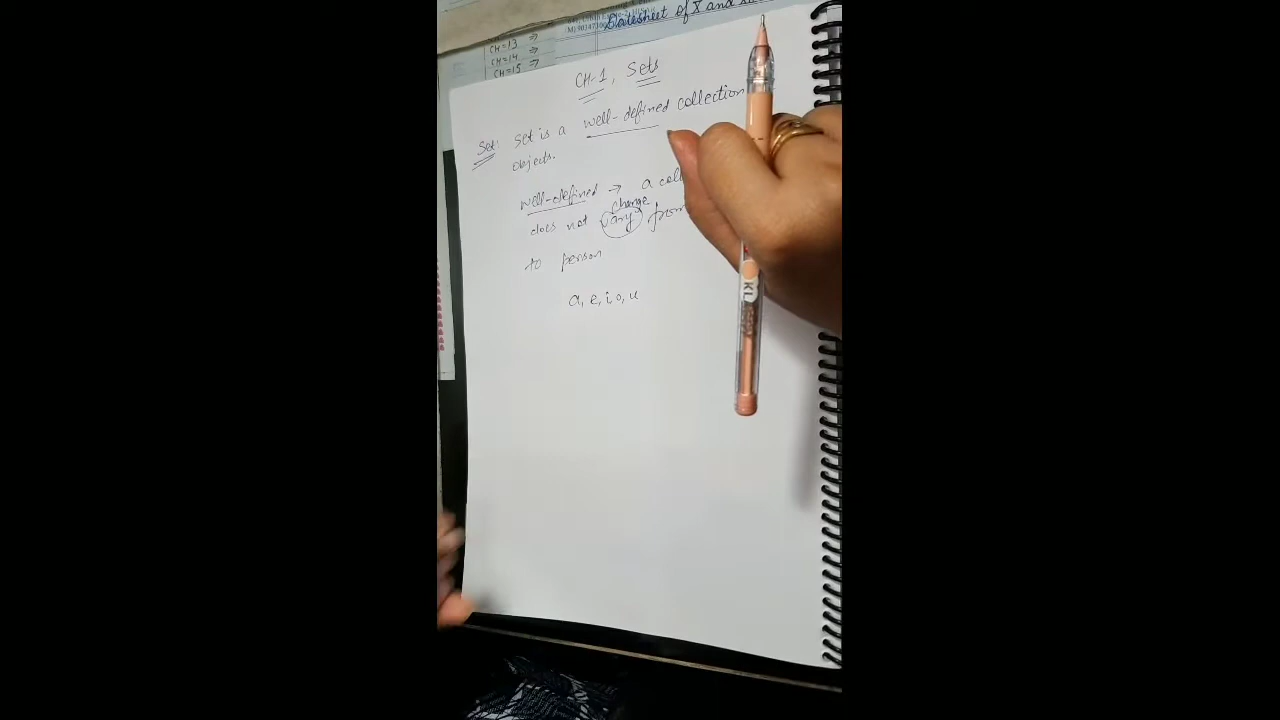 Datesheet of X and
CH=13 ⇒
CH=14 ⇒
CH=15 ⇒
CH-1, Sets
Set: Set is a well-defined collection
objects.
well-defined → a coll
change
does not vary from
to person
a, e, i, o, u